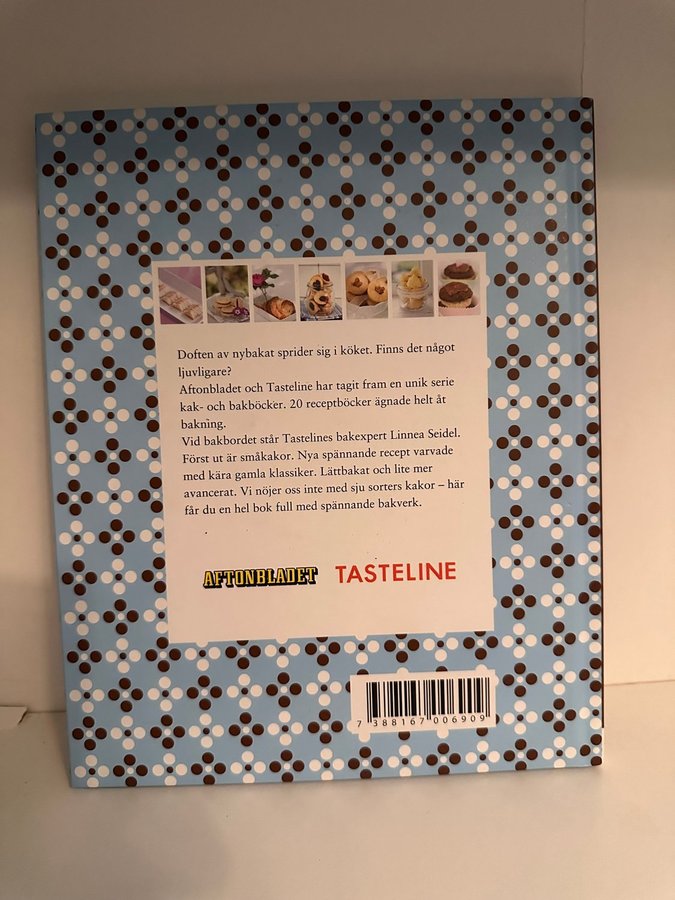 Doften av nybakat sprider sig i köket. Finns det något
ljuvligare?
Aftonbladet och Tasteline har tagit fram en unik serie
kak- och bakböcker. 20 receptböcker ägnade helt åt
bakning.
Vid bakbordet står Tastelines bakexpert Linnea Seidel.
Först ut är småkakor. Nya spännande recept varvade
med kära gamla klassiker. Lättbakat och lite mer
avancerat. Vi nöjer oss inte med sju sorters kakor – här
får du en hel bok full med spännande bakverk.
AFTONBLADET TASTELINE
7 388167 006909